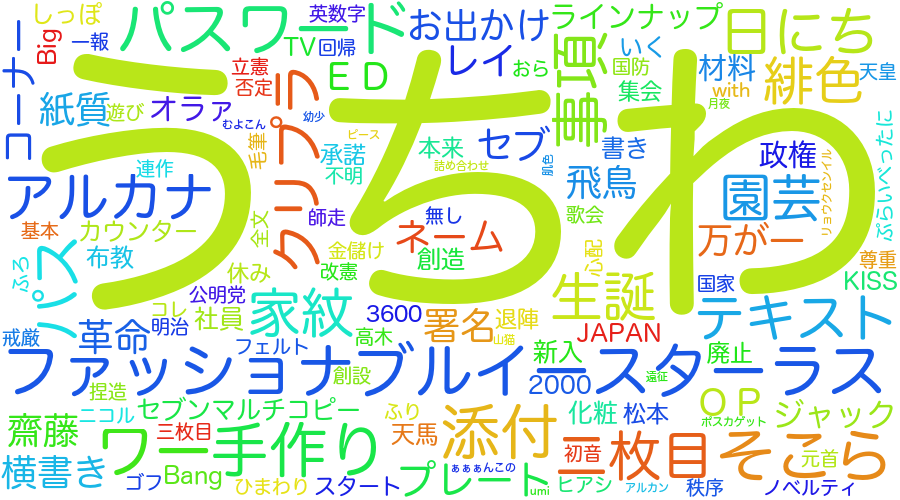 しっぽ
英数字
パスワード
お出かけ
ラインナップ
日にち
Big
一報
TV
回帰
レイ
おら
いく
コーナー
立憲
否定
ED
国防
材料
天皇
紙質
遊び
オラァ
with
緋色
集会
月夜
事項
うちわ
むよこん
幼少
クリアプラ
ピース
毛筆
承諾
本来
セブ
書き
政権
連作
不明
詰め合わせ
肌色
飛鳥
園芸
リョウクセンイル
ぷらいべったに
アルカナ
師走
無し
歌会
基本
カウンター
全文
ネーム
万が一
金儲け
創造
心配
尊重
布教
パス
ふろ
休み
改憲
生誕
国家
KISS
公明党
コレ
家紋
3600
社員
署名
退陣
テキスト
戒厳
革命
明治
高木
山猫
JAPAN
フェルト
新入
廃止
ファッショナブルイースターラス
捏造
創設
2000
遠征
ニコル
セブンマルチコピー
ふり
化粧
松本
OP
ジャック
ポスカゲット
齋藤
ワー
三枚目
手作り
天馬
添付
初音
二枚目
そこら
元首
横書き
ゴフ
Bang
ひまわり
スタート
プレート
ぁぁぁんこの
umi
ヒアシ
アルカン
秩序
ノベルティ